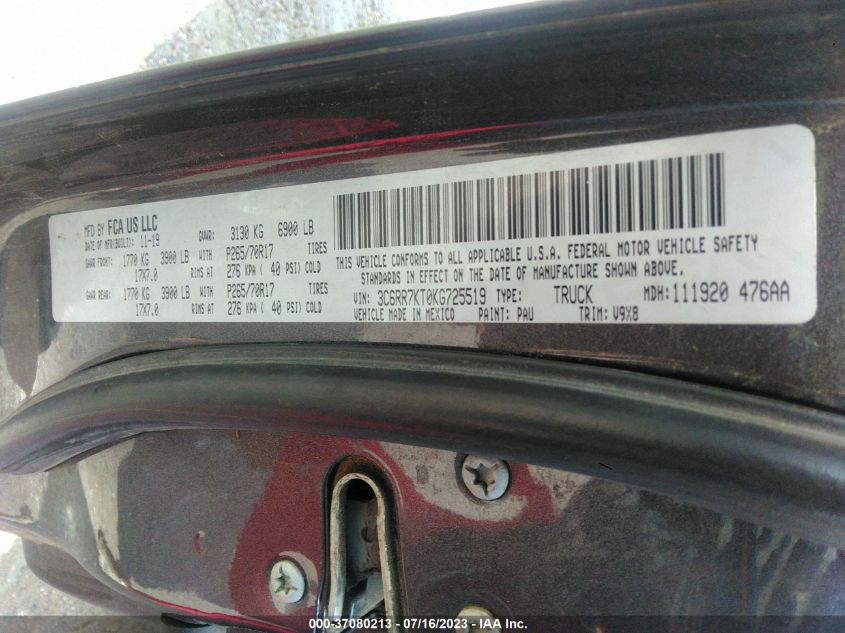 MFD BY FCA US LLC
DATE OF MFR(BUILT): 11-19 GVWR: 3130 KG 6900 LB
GAWR FRONT: 1770 KG 3900 LB WITH P265/70R17 TIRES
17X7.0 RIMS AT 276 KPA ( 40 PSI) COLD
GAWR REAR: 1770 KG 3900 LB WITH P265/70R17 TIRES
17X7.0 RIMS AT 276 KPA ( 40 PSI) COLD
THIS VEHICLE CONFORMS TO ALL APPLICABLE U.S.A. FEDERAL MOTOR VEHICLE SAFETY
STANDARDS IN EFFECT ON THE DATE OF MANUFACTURE SHOWN ABOVE.
VIN: 3C6RR7KT0KG725519 TYPE: TRUCK MDH: 111920 476AA
VEHICLE MADE IN MEXICO PAINT: PAU TRIM: V9X8
000-37080213 - 07/16/2023 - IAA Inc.